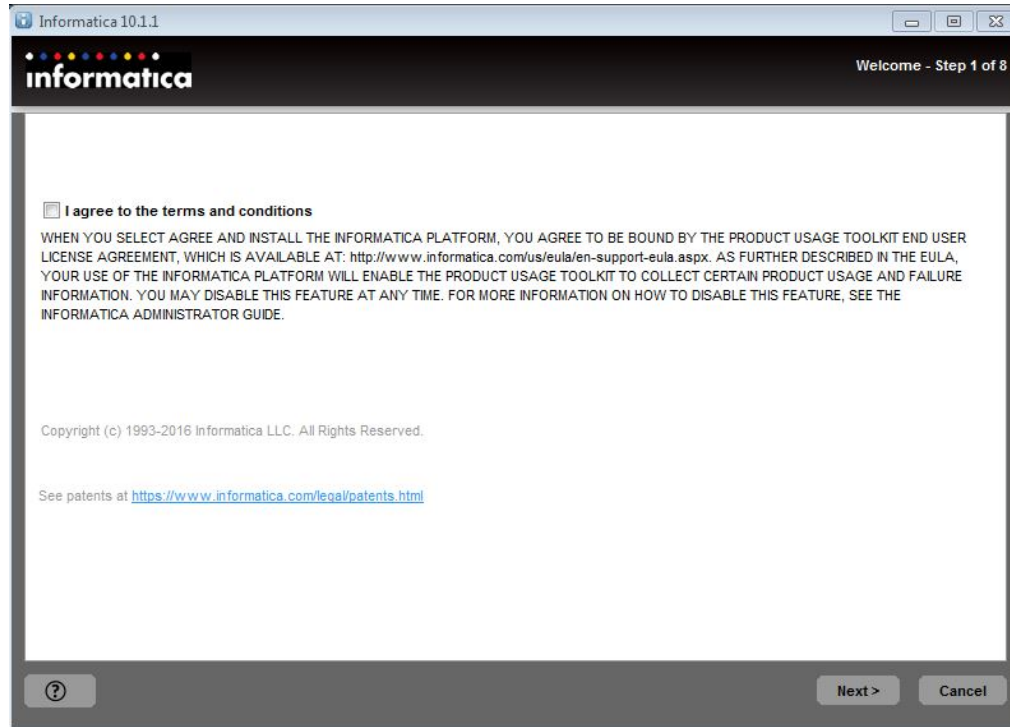 Informatica 10.1.1
informatica
Welcome - Step 1 of 8
I agree to the terms and conditions
WHEN YOU SELECT AGREE AND INSTALL THE INFORMATICA PLATFORM, YOU AGREE TO BE BOUND BY THE PRODUCT USAGE TOOLKIT END USER
LICENSE AGREEMENT, WHICH IS AVAILABLE AT: http://www.informatica.com/us/eula/en-support-eula.aspx. AS FURTHER DESCRIBED IN THE EULA,
YOUR USE OF THE INFORMATICA PLATFORM WILL ENABLE THE PRODUCT USAGE TOOLKIT TO COLLECT CERTAIN PRODUCT USAGE AND FAILURE
INFORMATION. YOU MAY DISABLE THIS FEATURE AT ANY TIME. FOR MORE INFORMATION ON HOW TO DISABLE THIS FEATURE, SEE THE
INFORMATICA ADMINISTRATOR GUIDE.
Copyright (c) 1993-2016 Informatica LLC. All Rights Reserved.
See patents at https://www.informatica.com/legal/patents.html
?
Next >
Cancel